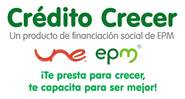 Crédito Crecer
Un producto de financiación social de EPM
une epm®
¡Te presta para crecer,
te capacita para ser mejor!